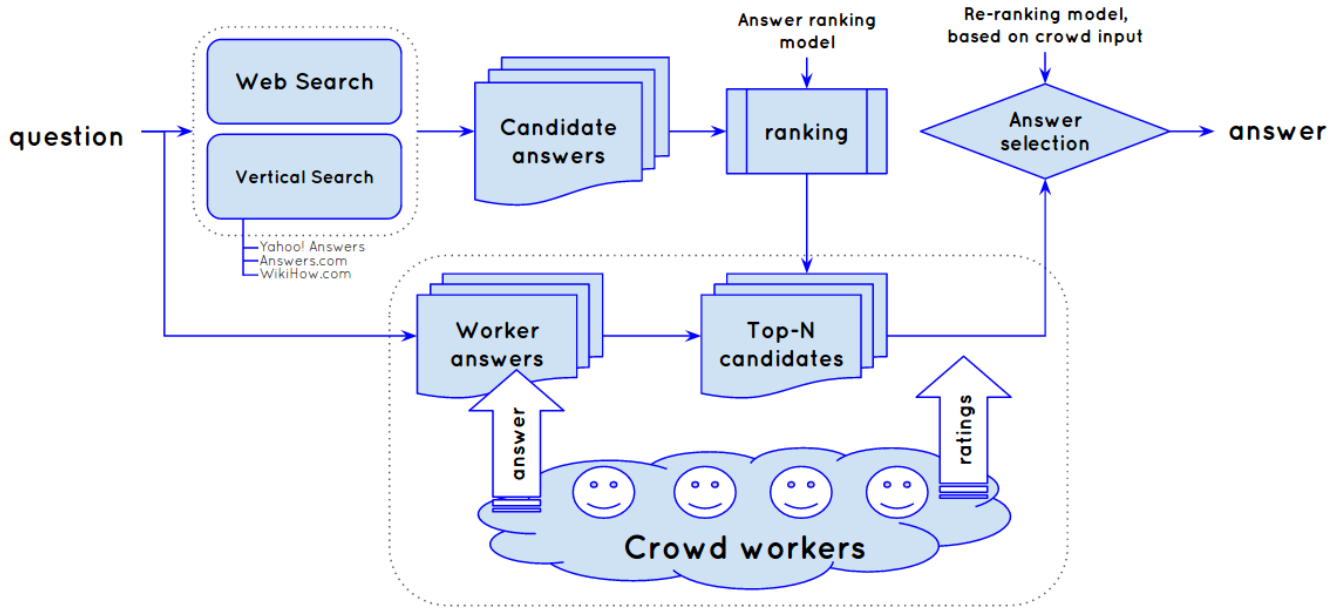 question
Web Search
Vertical Search
Yahoo! Answers
Answers.com
WikiHow.com
Candidate
answers
Answer ranking
model
ranking
Re-ranking model,
based on crowd input
Answer
selection
answer
Worker
answers
Top-N
candidates
answer
ratings
Crowd workers